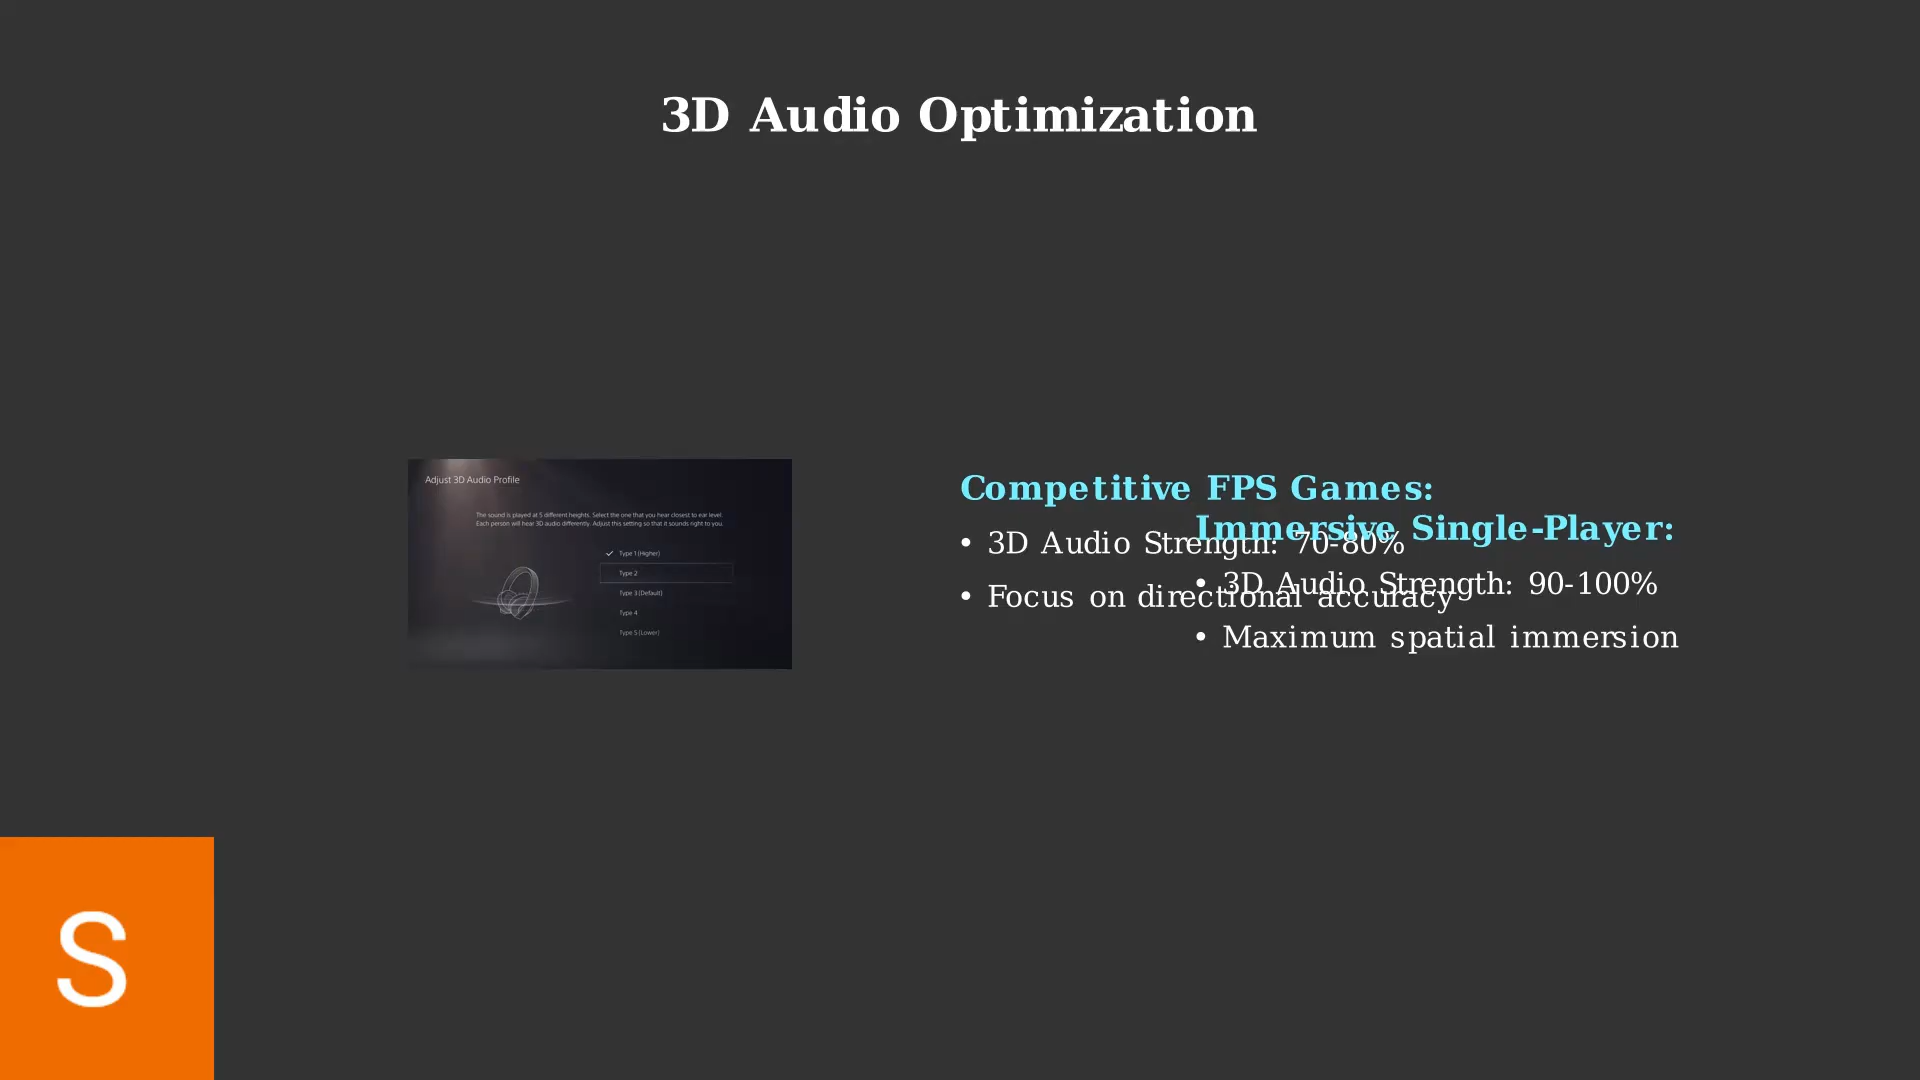 3D Audio Optimization
Adjust 3D Audio Profile
The sound is played at 5 different heights. Select the one that you hear closest to ear level.
Each person will hear 3D audio differently. Adjust this setting so that it sounds right to you.
✓ Type 1 (Higher)
Type 2
Type 3 (Default)
Type 4
Type 5 (Lower)
Competitive FPS Games:
• 3D Audio Strength: 70-80%
• Focus on directional accuracy
Immersive Single-Player:
• 3D Audio Strength: 90-100%
• Maximum spatial immersion
S